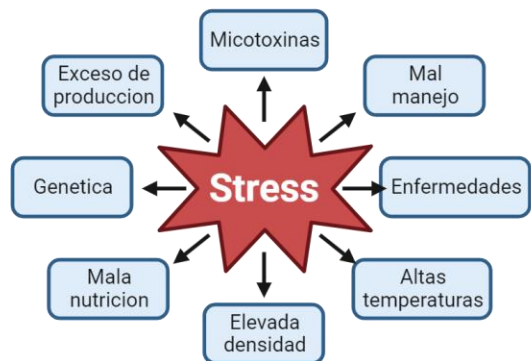 Micotoxinas
Exceso de
produccion
Mal
manejo
Genetica
Stress
Enfermedades
Mala
nutricion
Elevada
densidad
Altas
temperaturas